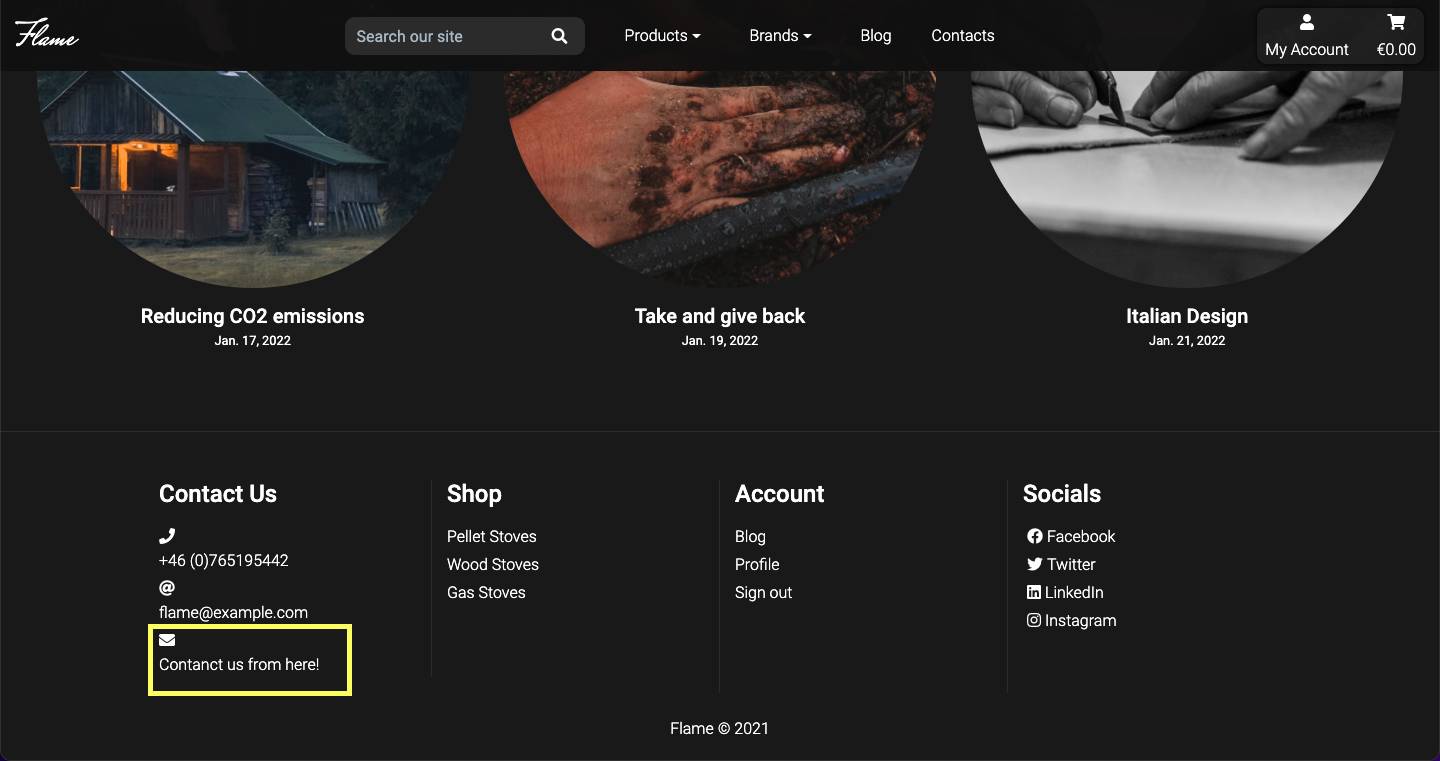 Flame
Search our site
Products
Brands
Blog
Contacts
My Account
€0.00
Reducing CO2 emissions
Jan. 17, 2022
Take and give back
Jan. 19, 2022
Italian Design
Jan. 21, 2022
Contact Us
+46 (0)765195442
flame@example.com
Contanct us from here!
Shop
Pellet Stoves
Wood Stoves
Gas Stoves
Account
Blog
Profile
Sign out
Socials
Facebook
Twitter
LinkedIn
Instagram
Flame © 2021